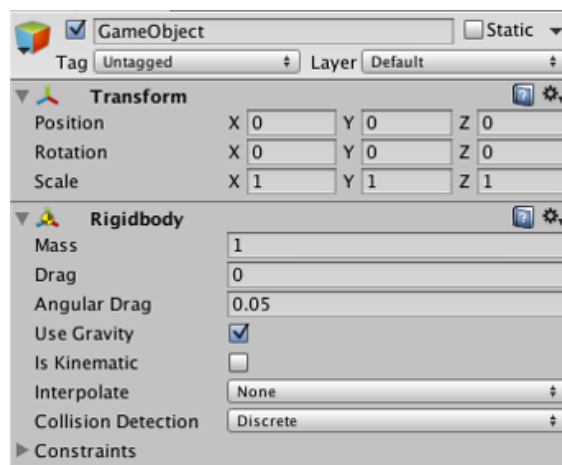 GameObject Static
Tag Untagged Layer Default
Transform
Position X 0 Y 0 Z 0
Rotation X 0 Y 0 Z 0
Scale X 1 Y 1 Z 1
Rigidbody
Mass 1
Drag 0
Angular Drag 0.05
Use Gravity
Is Kinematic
Interpolate None
Collision Detection Discrete
Constraints